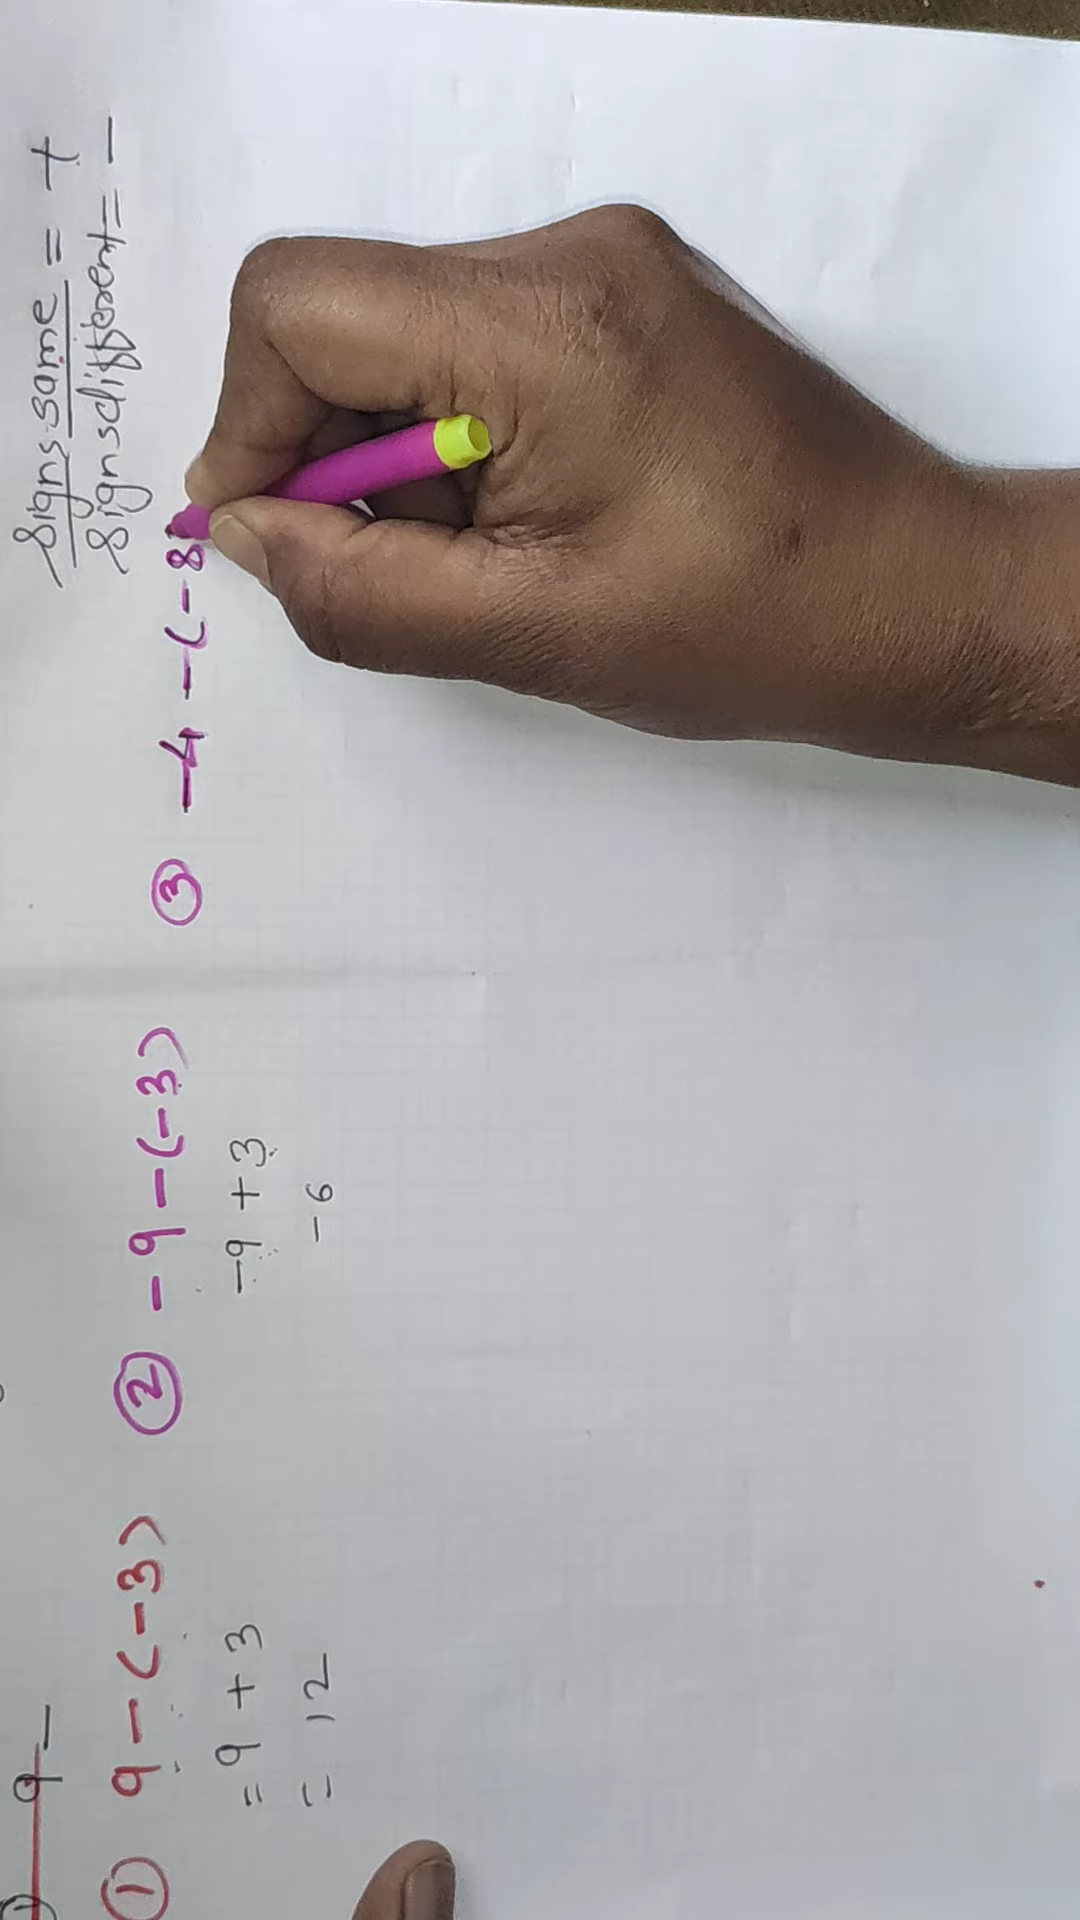 Signs same = +
Signs different = -
9 -
① 9 - (-3)
= 9 + 3
= 12
② -9 - (-3)
-9 + 3
-6
③ -4 - (-8